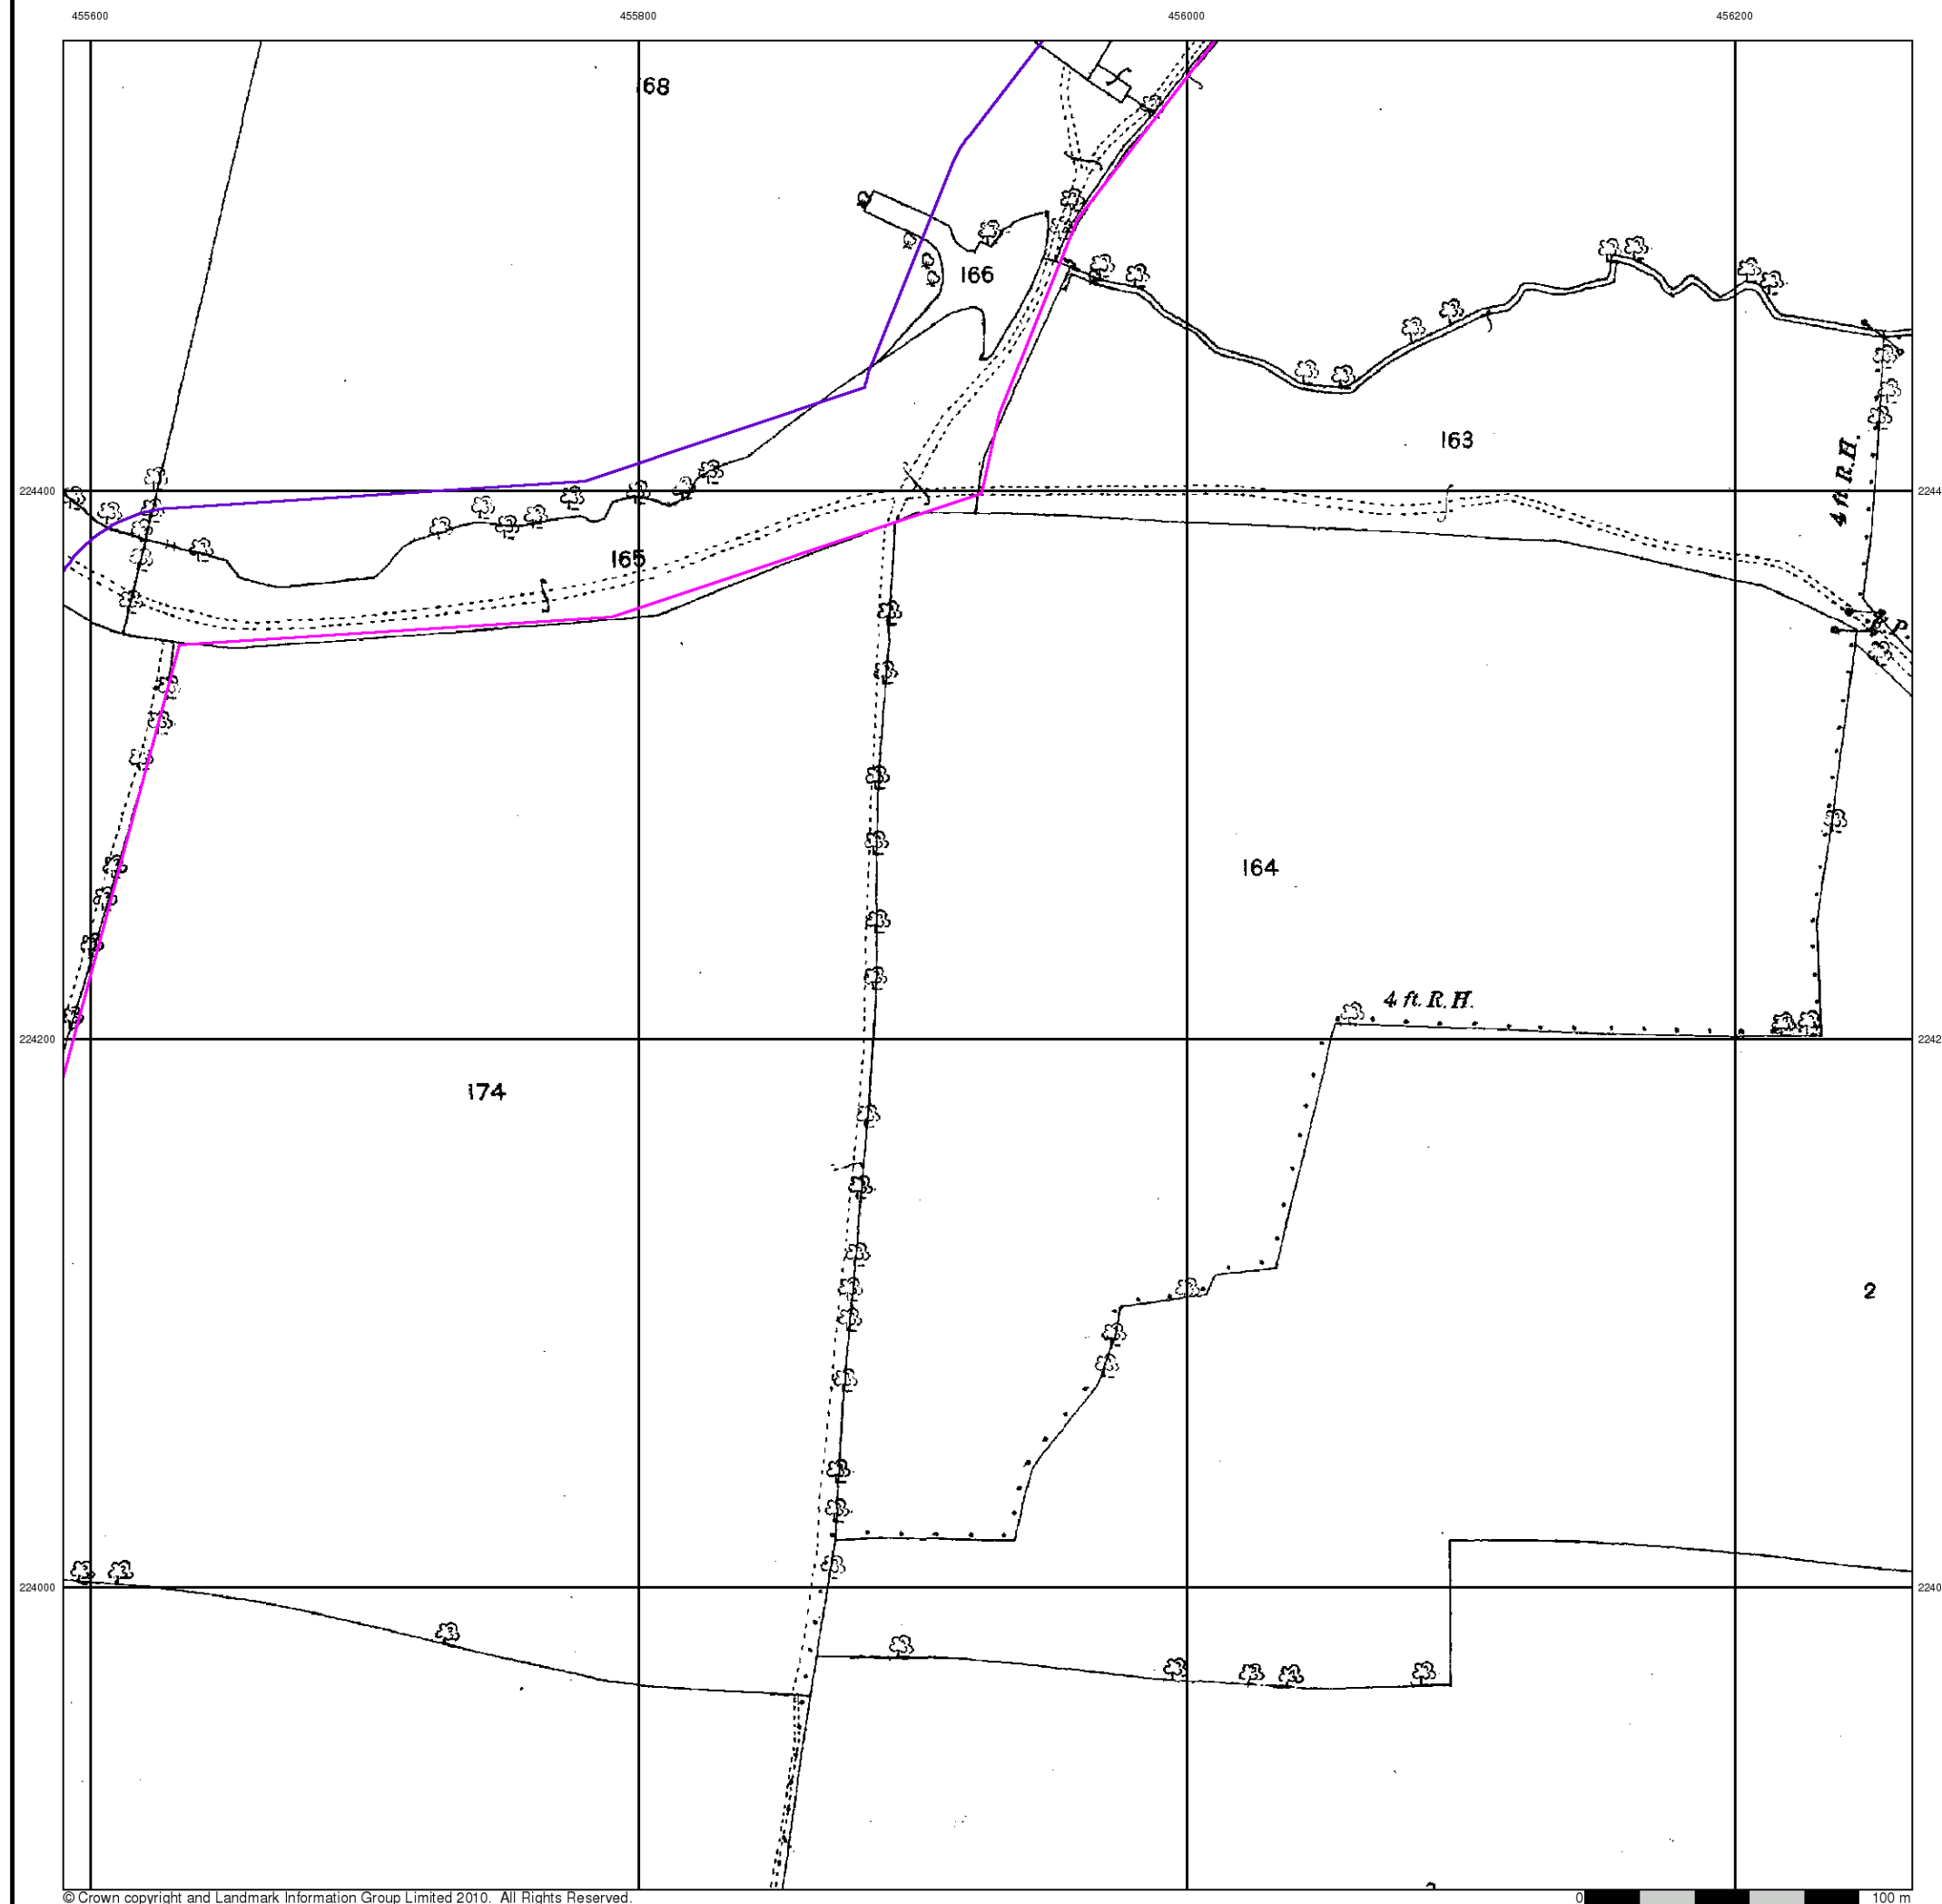 455600 455800 456000 456200
168
166
163
4 ft R.H.
224400 2244
165
164
4 ft. R.H.
224200 2242
174
2
224000 2240
© Crown copyright and Landmark Information Group Limited 2010. All Rights Reserved. 0 100 m